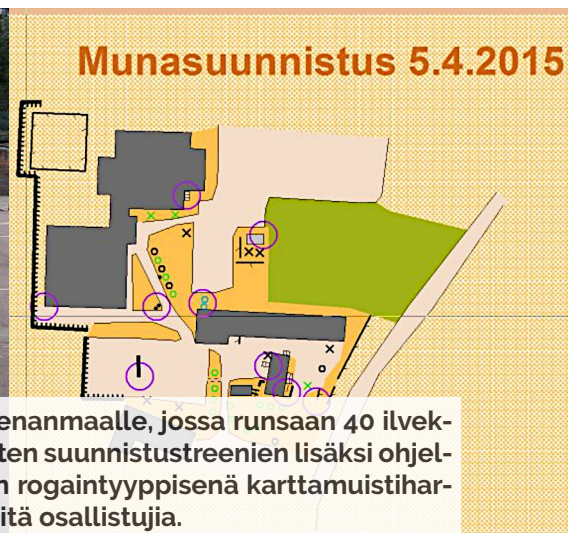 Munasuunnistus 5.4.2015
enanmaalle, jossa runsaan 40 ilvek-
ten suunnistustreenien lisäksi ohjel-
n rogaintyyppisenä karttamuistihar-
itä osallistujia.